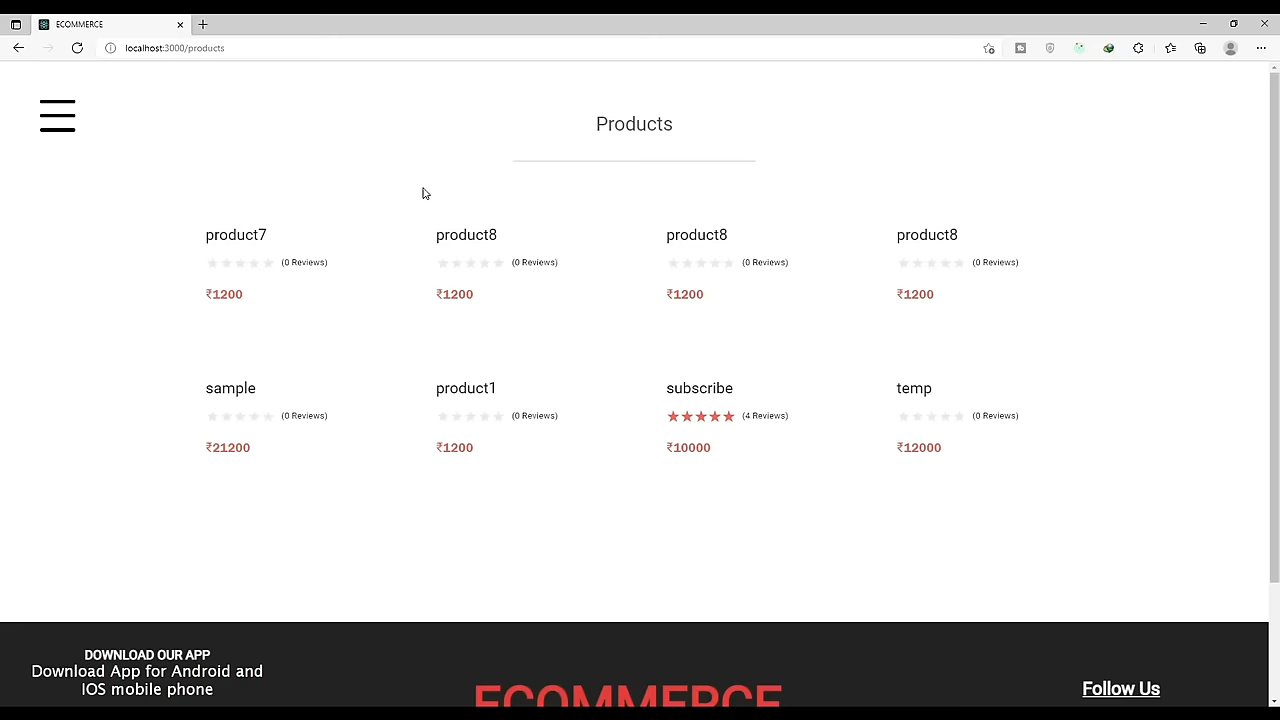 ECOMMERCE
localhost:3000/products
Products
product7 product8 product8 product8
(0 Reviews) (0 Reviews) (0 Reviews) (0 Reviews)
₹1200 ₹1200 ₹1200 ₹1200
sample product1 subscribe temp
(0 Reviews) (0 Reviews) (4 Reviews) (0 Reviews)
₹21200 ₹1200 ₹10000 ₹12000
DOWNLOAD OUR APP
Download App for Android and
IOS mobile phone
ECOMMERCE
Follow Us